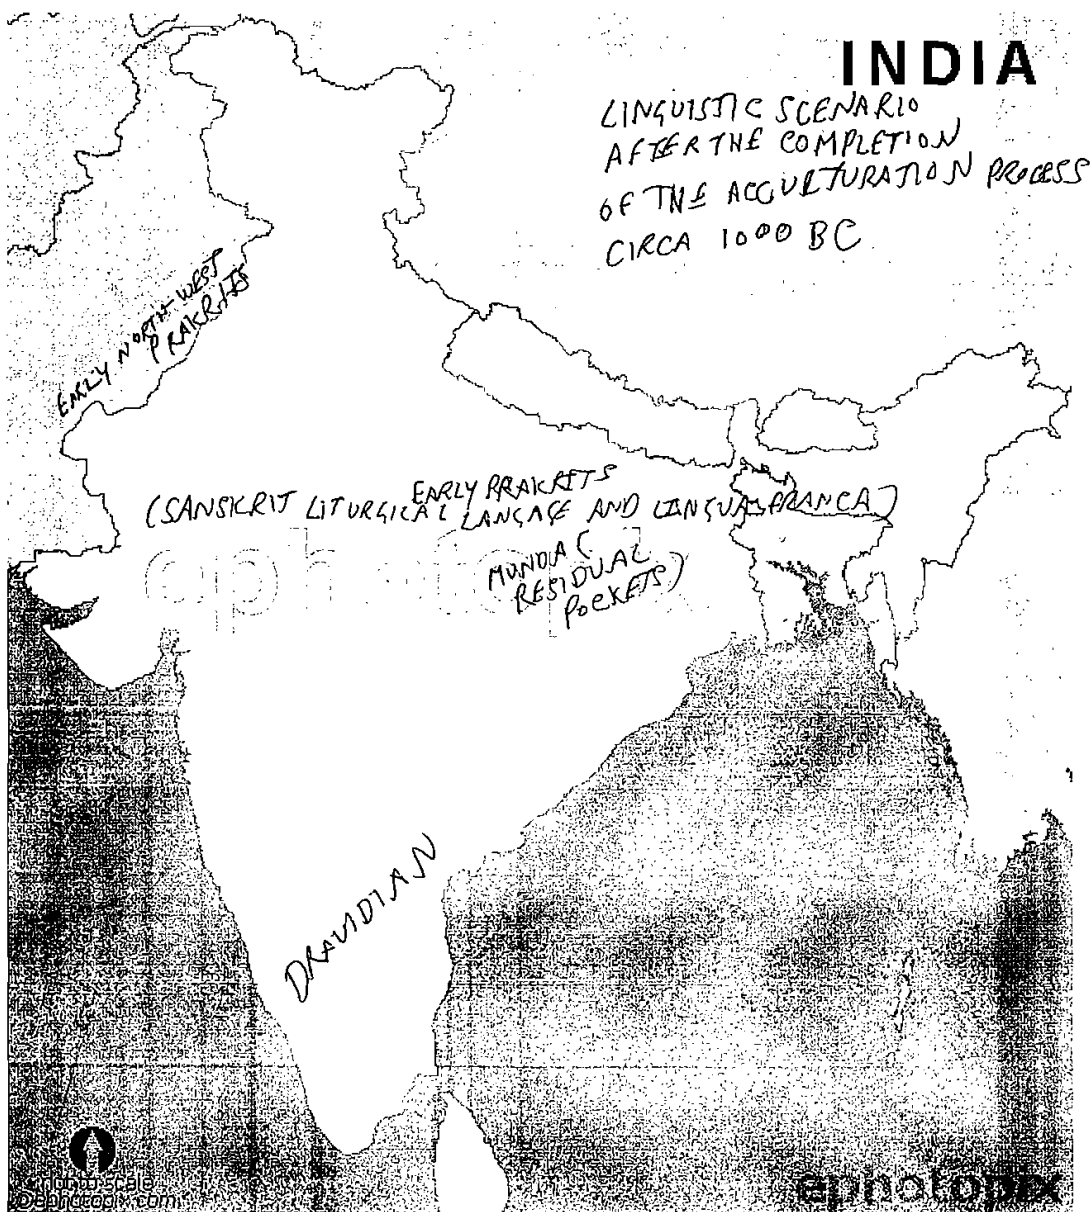 INDIA
LINGUISTIC SCENARIO
AFTER THE COMPLETION
OF THE ACCULTURATION PROCESS
CIRCA 1000 BC
EARLY NORTH-WEST
PRAKRITS
EARLY PRAKRITS
(SANSKRIT LITURGICAL LANGAGE AND LINGUA FRANCA)
ephotopix
MUNDA (
RESIDUAL
POCKETS)
DRAVIDIAN
not to scale
©ephotopix.com
ephotopix